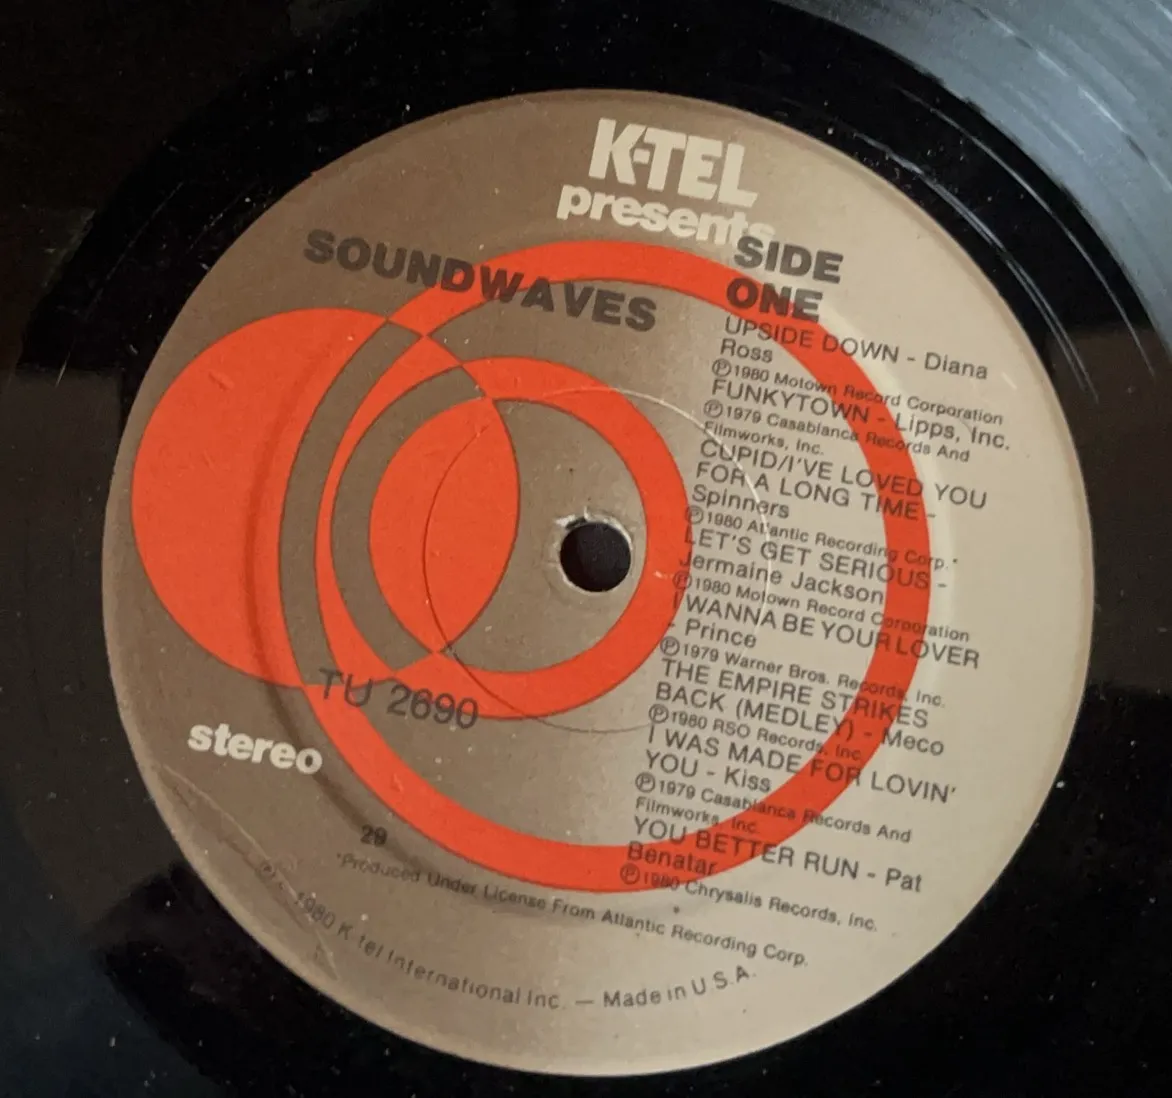 K-TEL
presents
SOUNDWAVES
SIDE
ONE
UPSIDE DOWN - Diana
Ross
℗1980 Motown Record Corporation
FUNKYTOWN - Lipps, Inc.
℗1979 Casablanca Records And
Filmworks, Inc.
CUPID/I'VE LOVED YOU
FOR A LONG TIME -
Spinners
℗1980 Atlantic Recording Corp.*
LET'S GET SERIOUS -
Jermaine Jackson
℗1980 Motown Record Corporation
I WANNA BE YOUR LOVER
- Prince
℗1979 Warner Bros. Records, Inc.
THE EMPIRE STRIKES
BACK (MEDLEY) - Meco
℗1980 RSO Records, Inc.
I WAS MADE FOR LOVIN'
YOU - Kiss
℗1979 Casablanca Records And
Filmworks, Inc.
YOU BETTER RUN - Pat
Benatar
℗1980 Chrysalis Records, Inc.
TU 2690
stereo
29
*Produced Under License From Atlantic Recording Corp.
℗ 1980 K-tel International Inc. — Made in U.S.A.